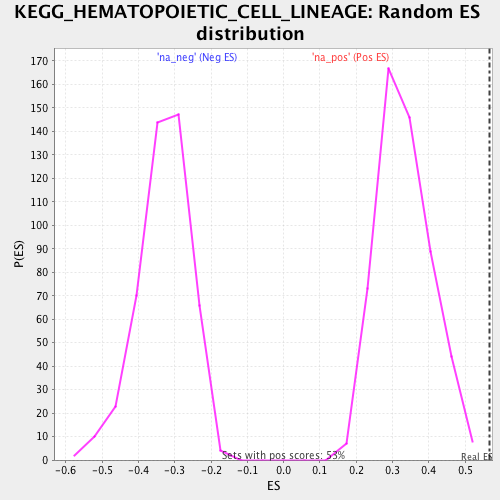 KEGG_HEMATOPOIETIC_CELL_LINEAGE: Random ES
distribution
'na_neg' (Neg ES)
'na_pos' (Pos ES)
170
160
150
140
130
120
110
100
90
80
70
60
50
40
30
20
10
0
P(ES)
Sets with pos scores: 53%
Real ES
-0.6 -0.5 -0.4 -0.3 -0.2 -0.1 0.0 0.1 0.2 0.3 0.4 0.5
ES